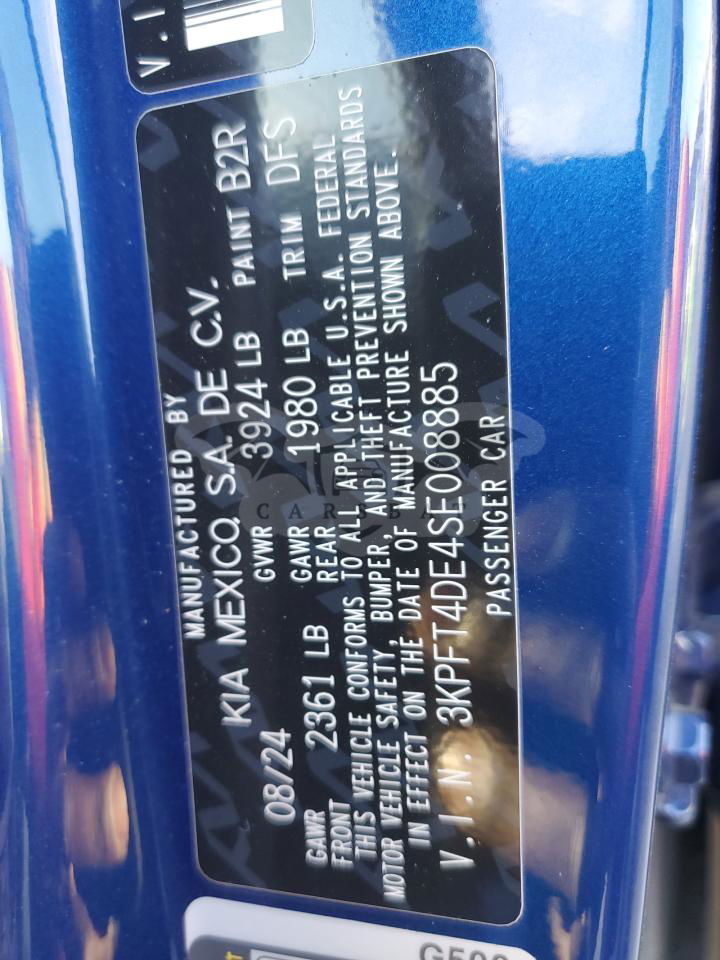 V.I
MANUFACTURED BY
KIA MEXICO, S.A. DE C.V.
08/24 GVWR 3924 LB PAINT B2R
GAWR FRONT 2361 LB GAWR REAR 1980 LB TRIM DFS
THIS VEHICLE CONFORMS TO ALL APPLICABLE U.S.A. FEDERAL
MOTOR VEHICLE SAFETY, BUMPER, AND THEFT PREVENTION STANDARDS
IN EFFECT ON THE DATE OF MANUFACTURE SHOWN ABOVE.
V.I.N. 3KPFT4DE4SE008885
PASSENGER CAR